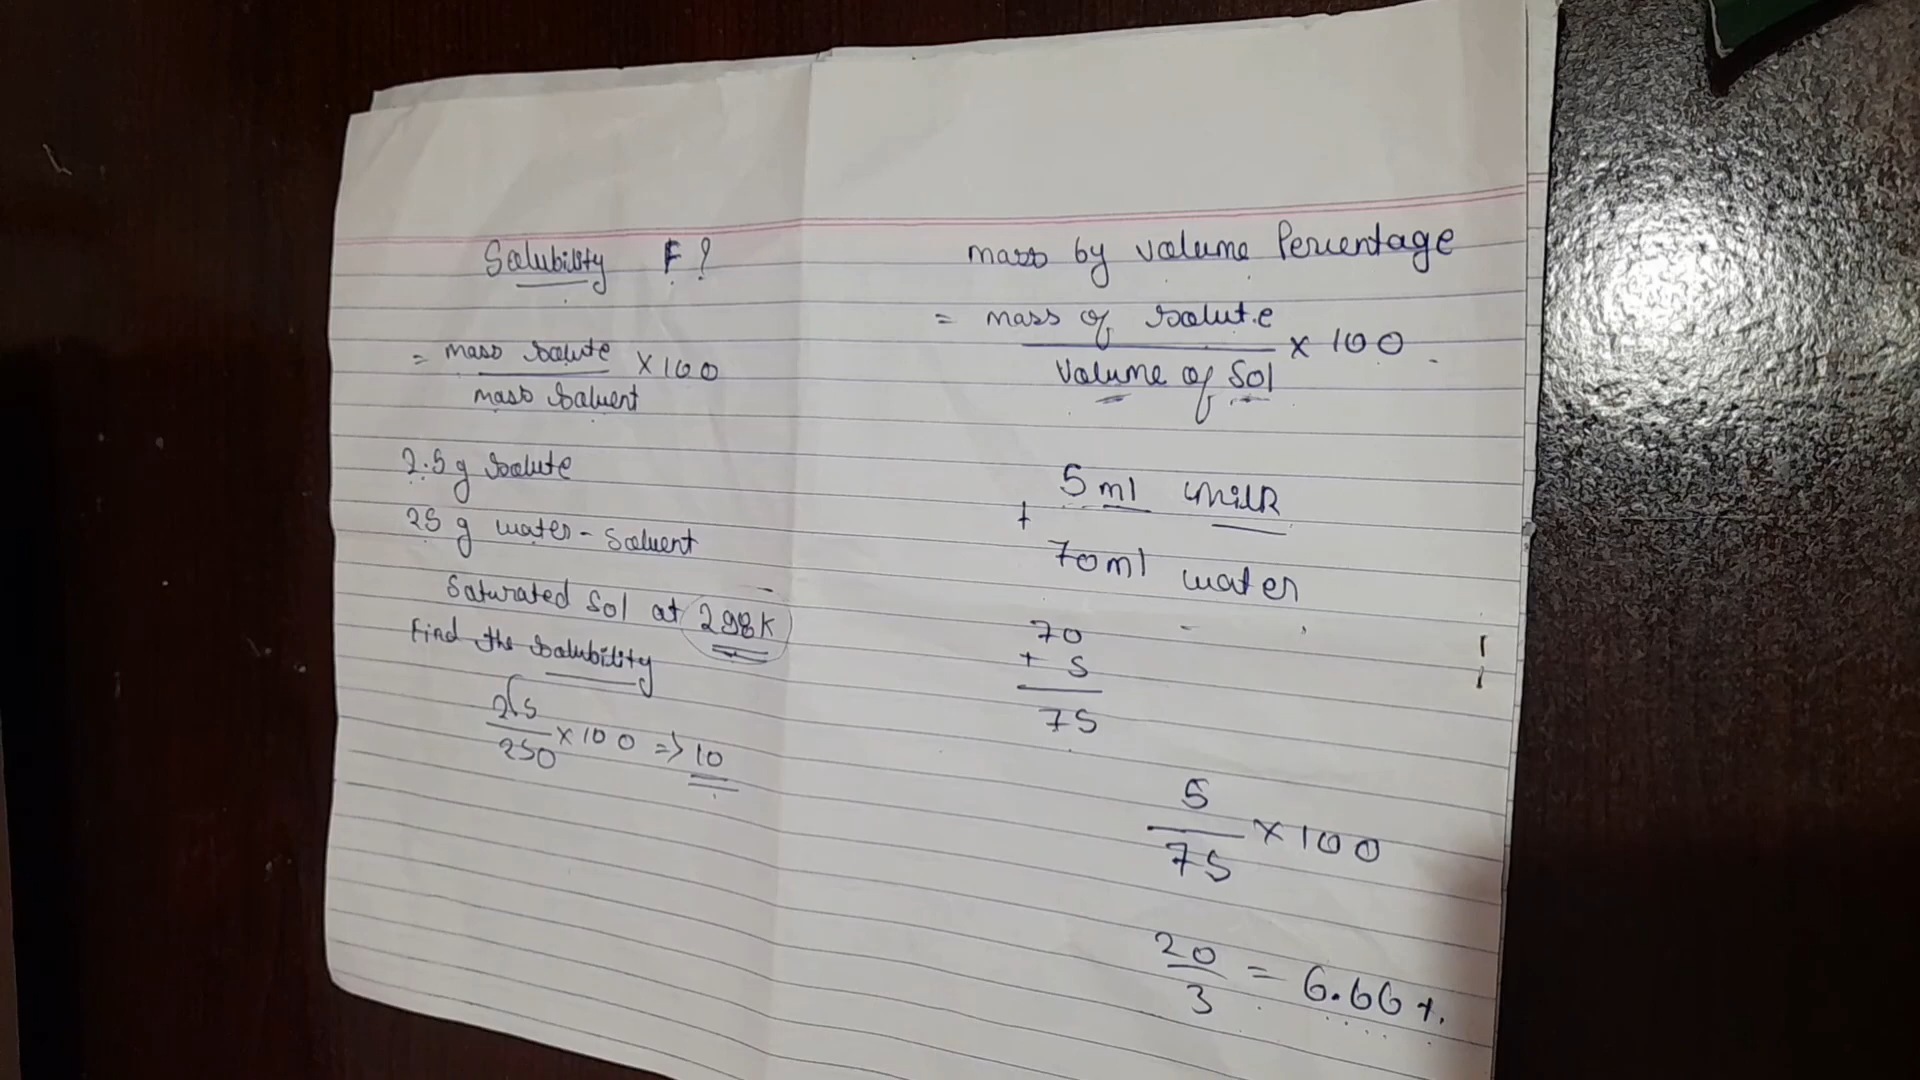 Solubility F ?
= mass solute / mass solvent × 100
2.5 g solute
25 g water - Solvent
Saturated Sol at 298K
Find the Solubility
25 / 250 × 100 => 10
mass by volume Percentage
= mass of solute / Volume of Sol × 100
5 ml milk
+
70 ml water
70
+ 5
75
5 / 75 × 100
20 / 3 = 6.66 %